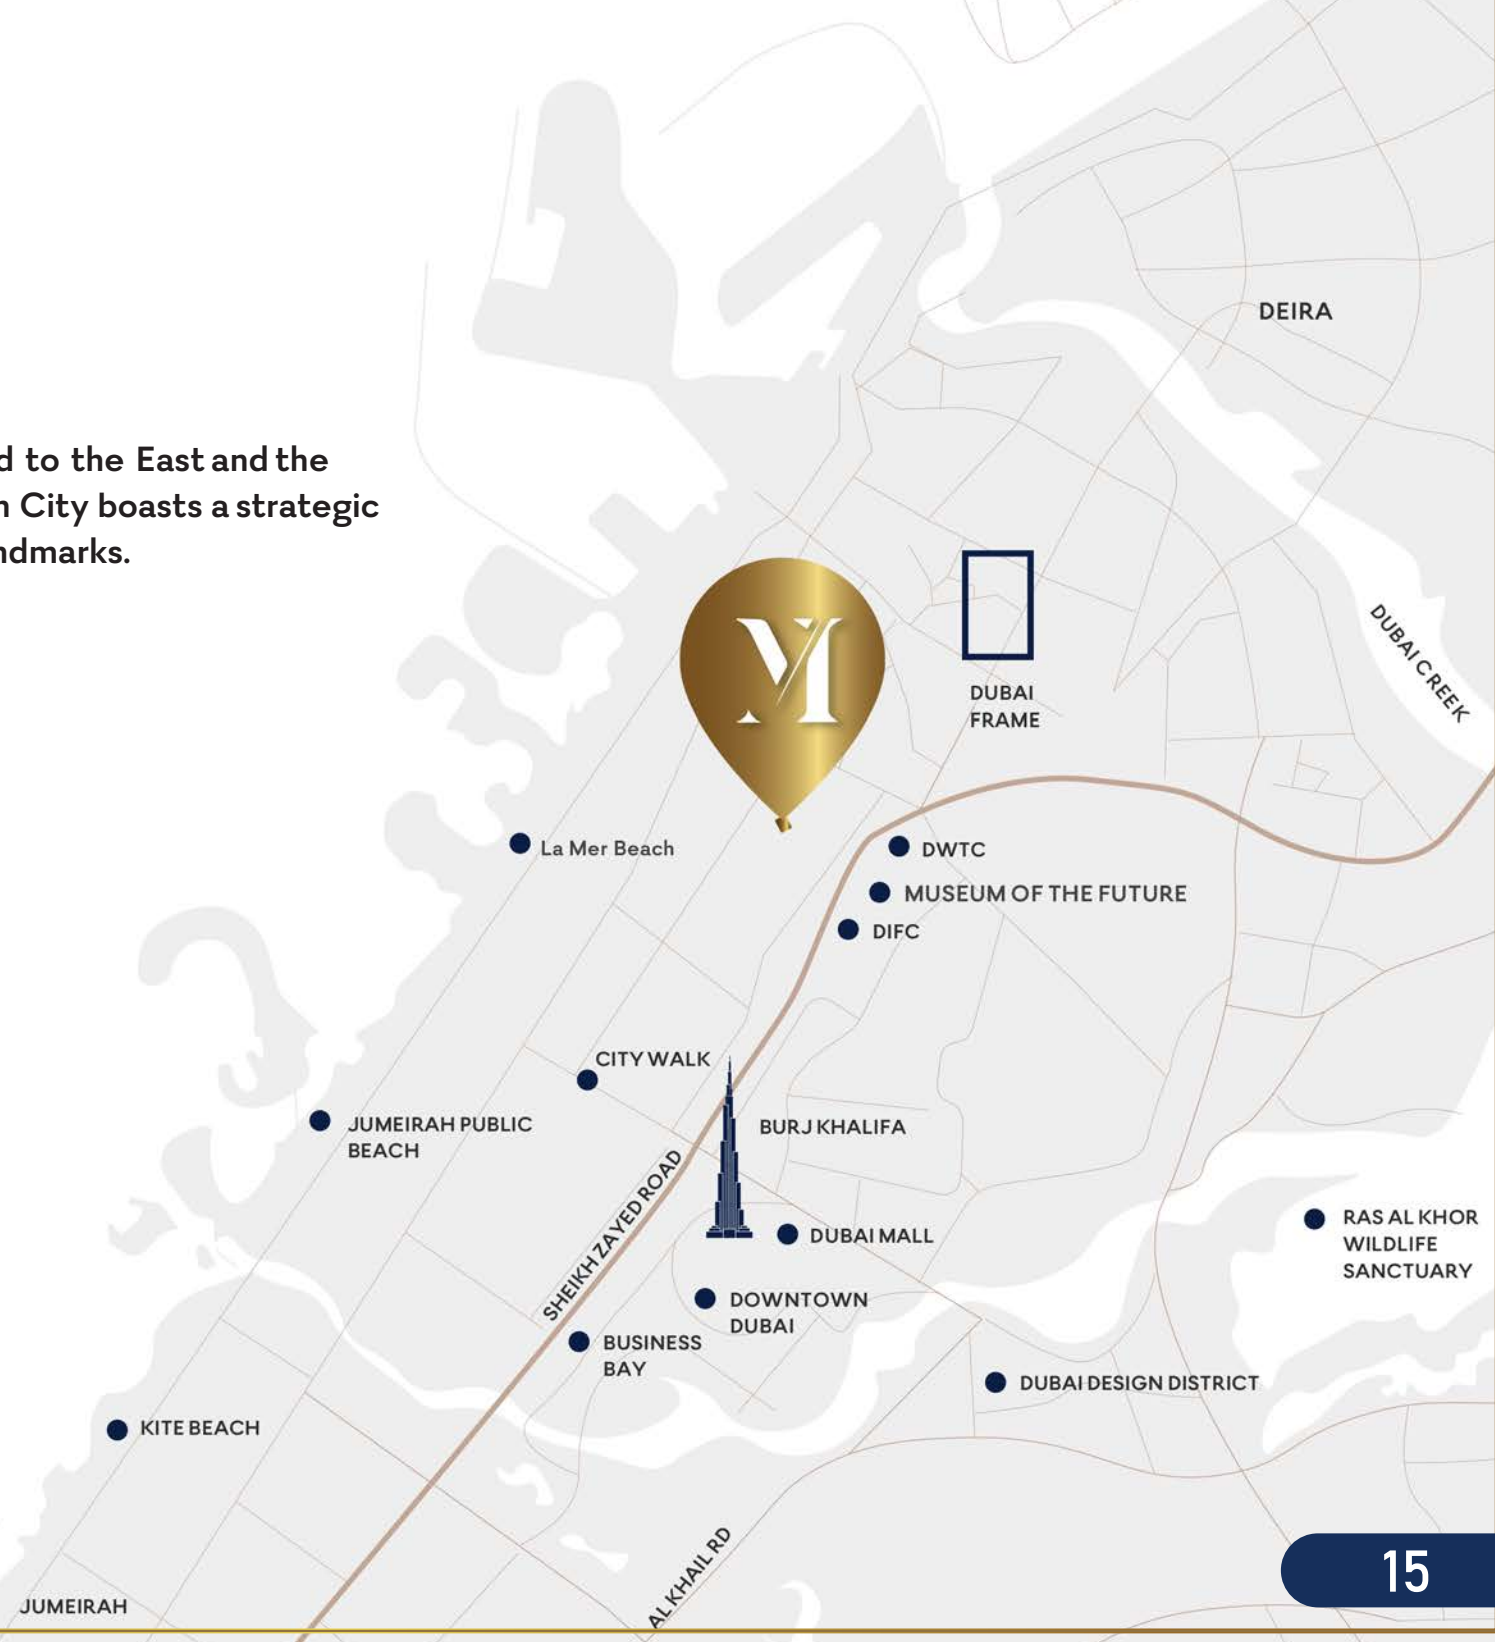 DEIRA
d to the East and the
n City boasts a strategic
ndmarks.
M
DUBAI
FRAME
DUBAI CREEK
La Mer Beach
DWTC
MUSEUM OF THE FUTURE
DIFC
CITY WALK
JUMEIRAH PUBLIC
BEACH
BURJ KHALIFA
SHEIKH ZAYED ROAD
DUBAI MALL
RAS AL KHOR
WILDLIFE
SANCTUARY
DOWNTOWN
DUBAI
BUSINESS
BAY
DUBAI DESIGN DISTRICT
KITE BEACH
AL KHAIL RD
15
JUMEIRAH